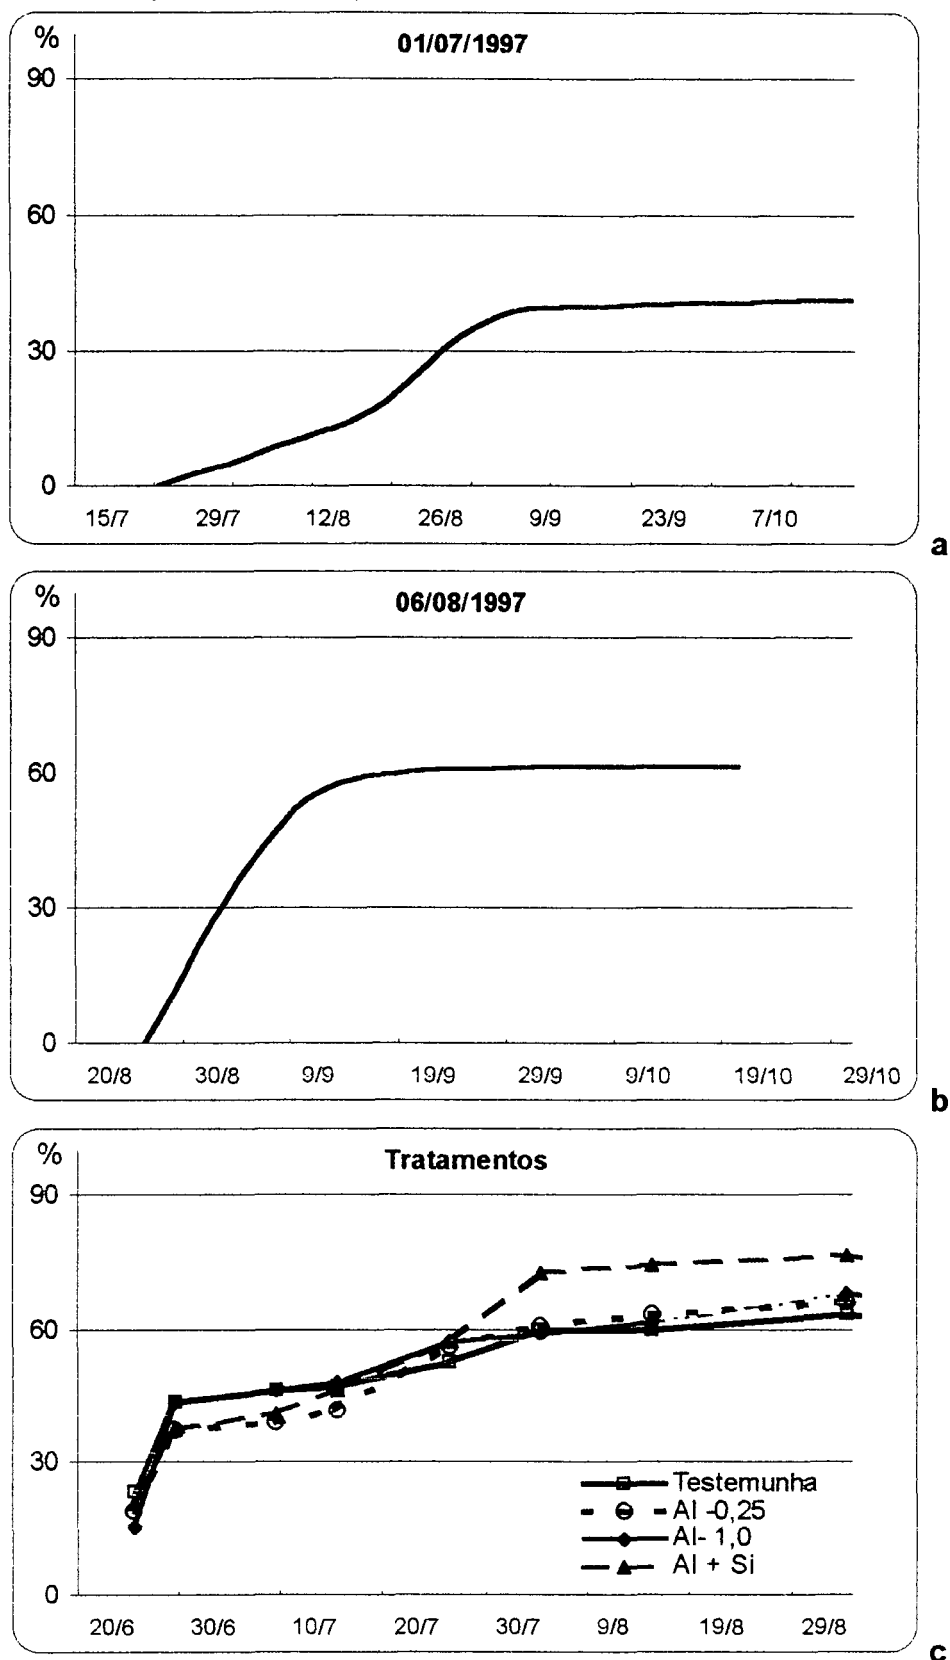 %
01/07/1997
90
60
30
0
15/7 29/7 12/8 26/8 9/9 23/9 7/10
a
%
06/08/1997
90
60
30
0
20/8 30/8 9/9 19/9 29/9 9/10 19/10 29/10
b
%
Tratamentos
90
60
30
0
Testemunha
Al -0,25
Al- 1,0
Al + Si
20/6 30/6 10/7 20/7 30/7 9/8 19/8 29/8
c